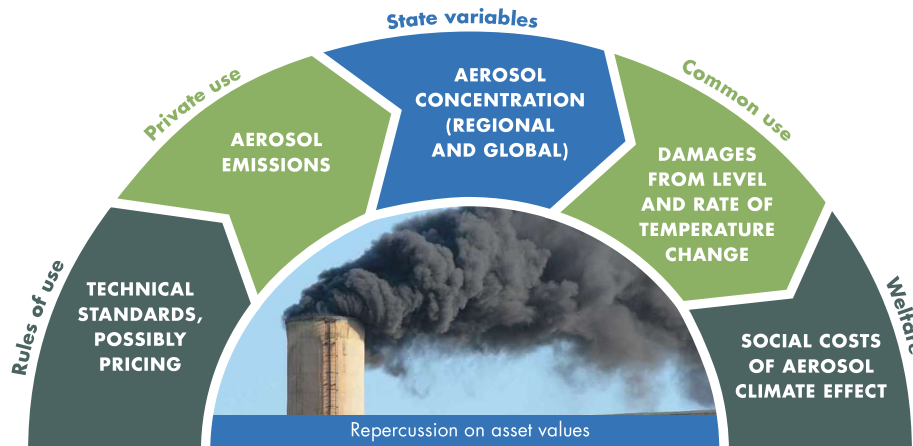 Rules of use
TECHNICAL
STANDARDS,
POSSIBLY
PRICING
Private use
AEROSOL
EMISSIONS
State variables
AEROSOL
CONCENTRATION
(REGIONAL
AND GLOBAL)
Common use
DAMAGES
FROM LEVEL
AND RATE OF
TEMPERATURE
CHANGE
Welfare
SOCIAL COSTS
OF AEROSOL
CLIMATE EFFECT
Repercussion on asset values